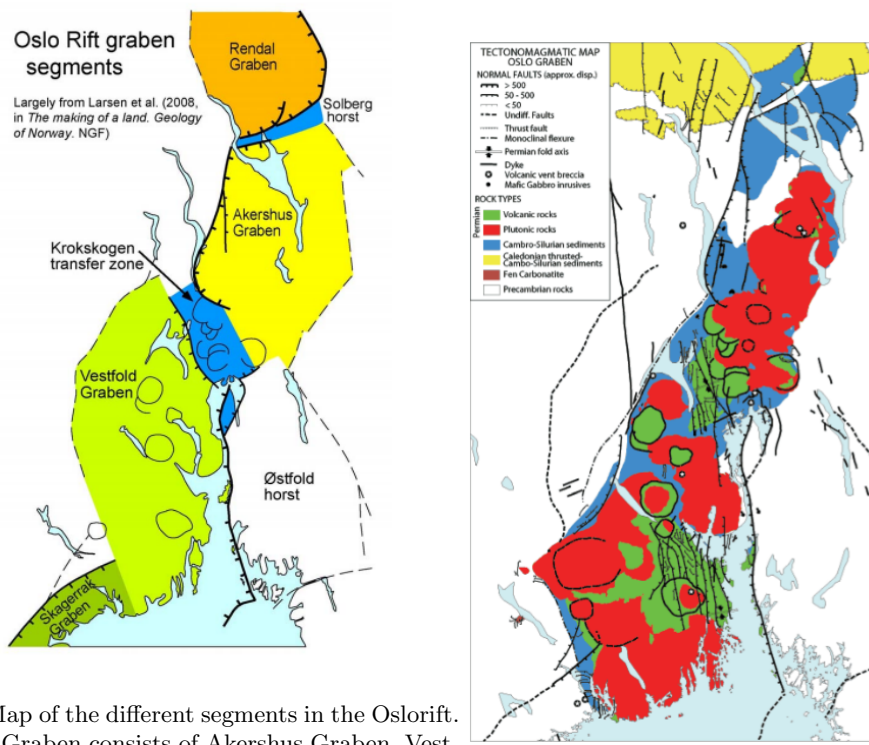 Oslo Rift graben
segments
Largely from Larsen et al. (2008,
in The making of a land. Geology
of Norway. NGF)
Rendal
Graben
Solberg
horst
Akershus
Graben
Krokskogen
transfer zone
Vestfold
Graben
Østfold
horst
Skagerrak
Graben
Map of the different segments in the Oslorift.
Graben consists of Akershus Graben, Vest
TECTONOMAGMATIC MAP
OSLO GRABEN
NORMAL FAULTS (approx. disp.)
> 500
50 - 500
< 50
Undiff. Faults
Thrust fault
Monoclinal flexure
Permian fold axis
Dyke
Volcanic vent breccia
Mafic Gabbro inrusives
ROCK TYPES
Permian
Volcanic rocks
Plutonic rocks
Cambro-Silurian sediments
Caledonian thrusted-
Cambo-Silurian sediments
Fen Carbonatite
Precambrian rocks